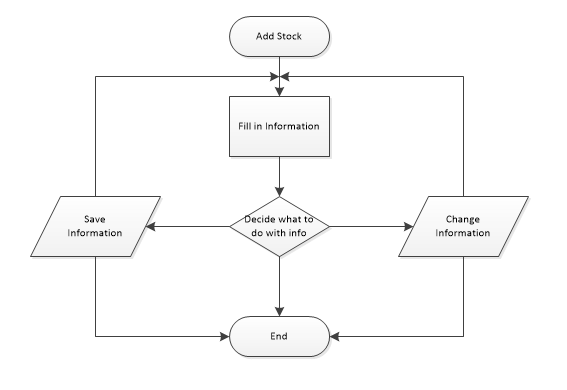 Add Stock
Fill in Information
Decide what to
do with info
Save
Information
Change
Information
End